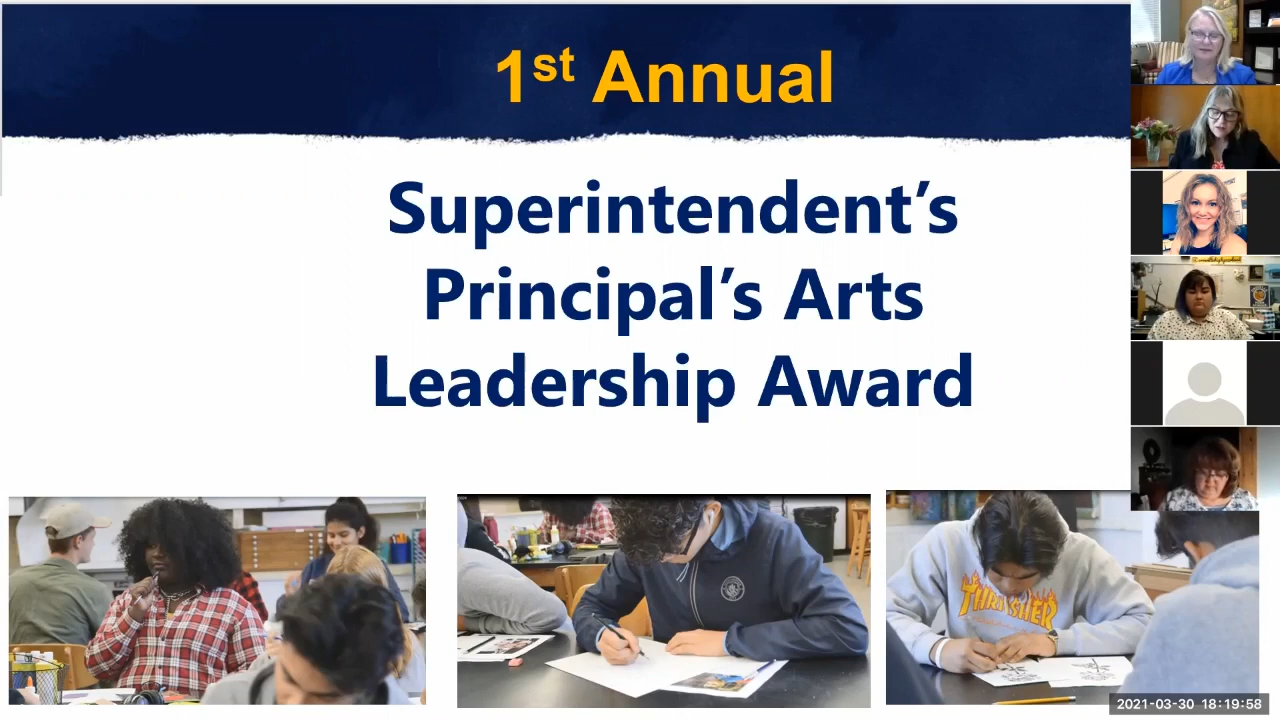 1st Annual
Superintendent’s
Principal’s Arts
Leadership Award
THRASHER
2021-03-30 18:19:58